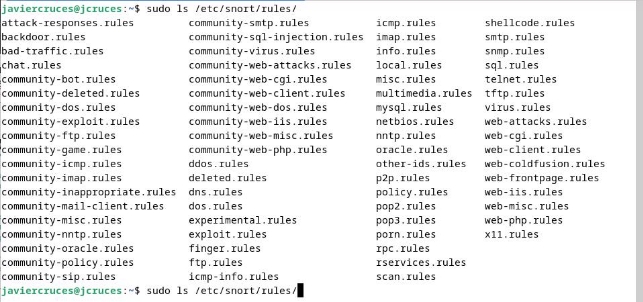 javiercruces@jcruces:~$ sudo ls /etc/snort/rules/
attack-responses.rules community-smtp.rules icmp.rules shellcode.rules
backdoor.rules community-sql-injection.rules imap.rules smtp.rules
bad-traffic.rules community-virus.rules info.rules snmp.rules
chat.rules community-web-attacks.rules local.rules sql.rules
community-bot.rules community-web-cgi.rules misc.rules telnet.rules
community-deleted.rules community-web-client.rules multimedia.rules tftp.rules
community-dos.rules community-web-dos.rules mysql.rules virus.rules
community-exploit.rules community-web-iis.rules netbios.rules web-attacks.rules
community-ftp.rules community-web-misc.rules nntp.rules web-cgi.rules
community-game.rules community-web-php.rules oracle.rules web-client.rules
community-icmp.rules ddos.rules other-ids.rules web-coldfusion.rules
community-imap.rules deleted.rules p2p.rules web-frontpage.rules
community-inappropriate.rules dns.rules policy.rules web-iis.rules
community-mail-client.rules dos.rules pop2.rules web-misc.rules
community-misc.rules experimental.rules pop3.rules web-php.rules
community-nntp.rules exploit.rules porn.rules x11.rules
community-oracle.rules finger.rules rpc.rules
community-policy.rules ftp.rules rservices.rules
community-sip.rules icmp-info.rules scan.rules
javiercruces@jcruces:~$ sudo ls /etc/snort/rules/